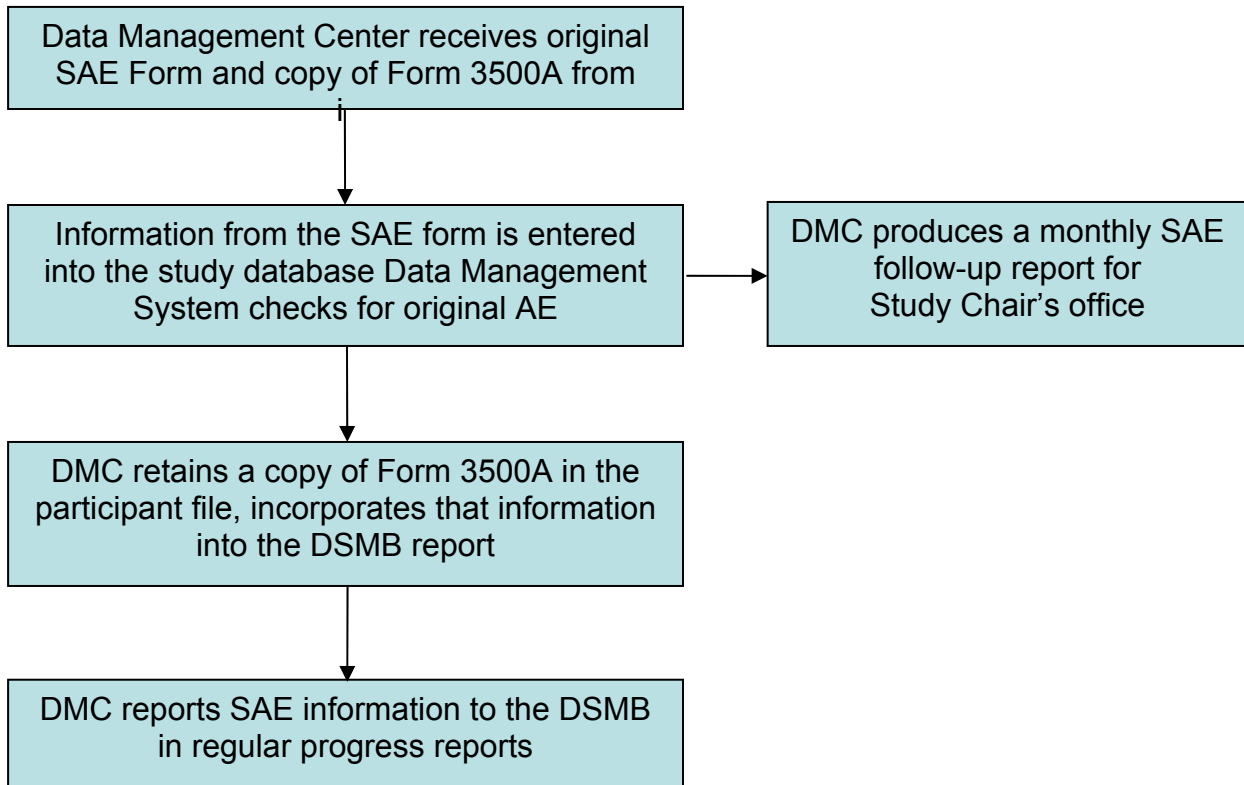 Data Management Center receives original
SAE Form and copy of Form 3500A from
i
Information from the SAE form is entered
into the study database Data Management
System checks for original AE
DMC produces a monthly SAE
follow-up report for
Study Chair's office
DMC retains a copy of Form 3500A in the
participant file, incorporates that information
into the DSMB report
DMC reports SAE information to the DSMB
in regular progress reports